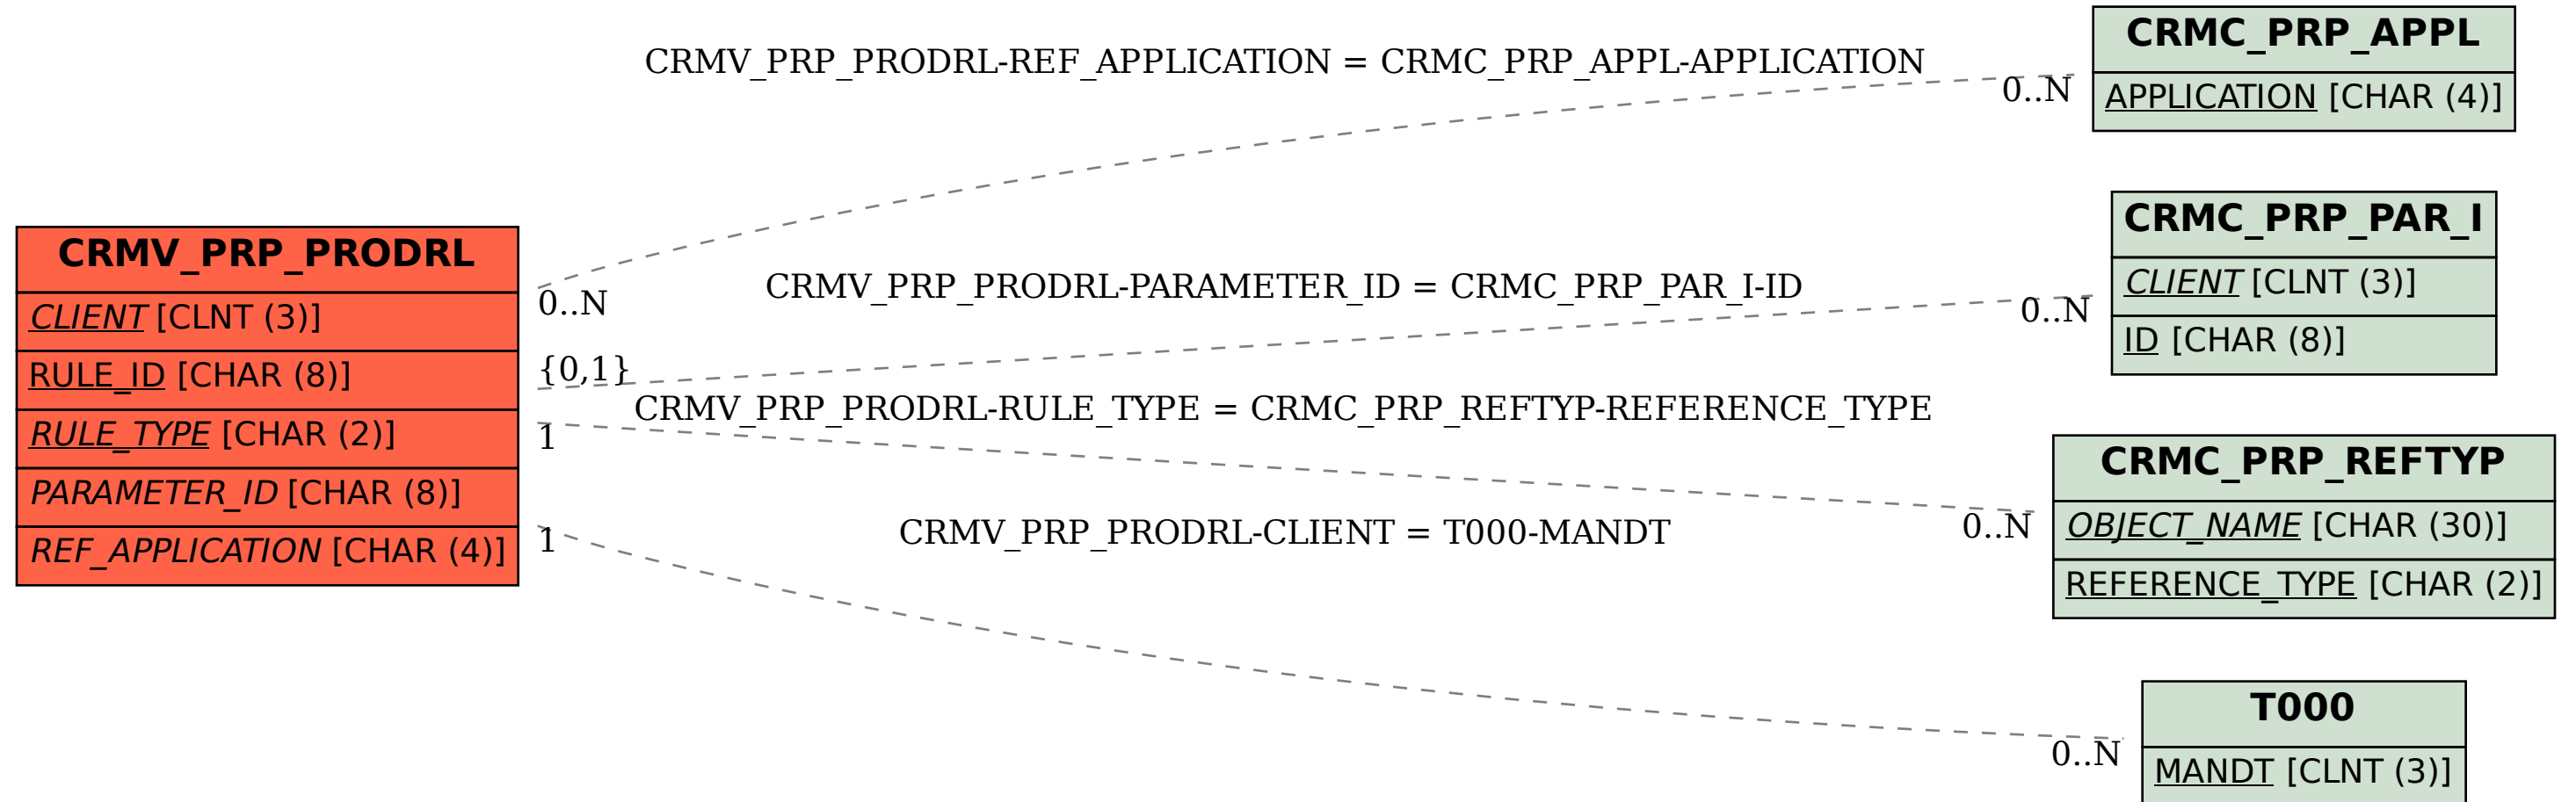 CRMC_PRP_APPL
APPLICATION [CHAR (4)]
CRMV_PRP_PRODRL-REF_APPLICATION = CRMC_PRP_APPL-APPLICATION
0..N
CRMC_PRP_PAR_I
CLIENT [CLNT (3)]
ID [CHAR (8)]
CRMV_PRP_PRODRL
CLIENT [CLNT (3)]
RULE_ID [CHAR (8)]
RULE_TYPE [CHAR (2)]
PARAMETER_ID [CHAR (8)]
REF_APPLICATION [CHAR (4)]
0..N
CRMV_PRP_PRODRL-PARAMETER_ID = CRMC_PRP_PAR_I-ID
0..N
{0,1}
CRMV_PRP_PRODRL-RULE_TYPE = CRMC_PRP_REFTYP-REFERENCE_TYPE
1
0..N
CRMC_PRP_REFTYP
OBJECT_NAME [CHAR (30)]
REFERENCE_TYPE [CHAR (2)]
CRMV_PRP_PRODRL-CLIENT = T000-MANDT
1
0..N
T000
MANDT [CLNT (3)]